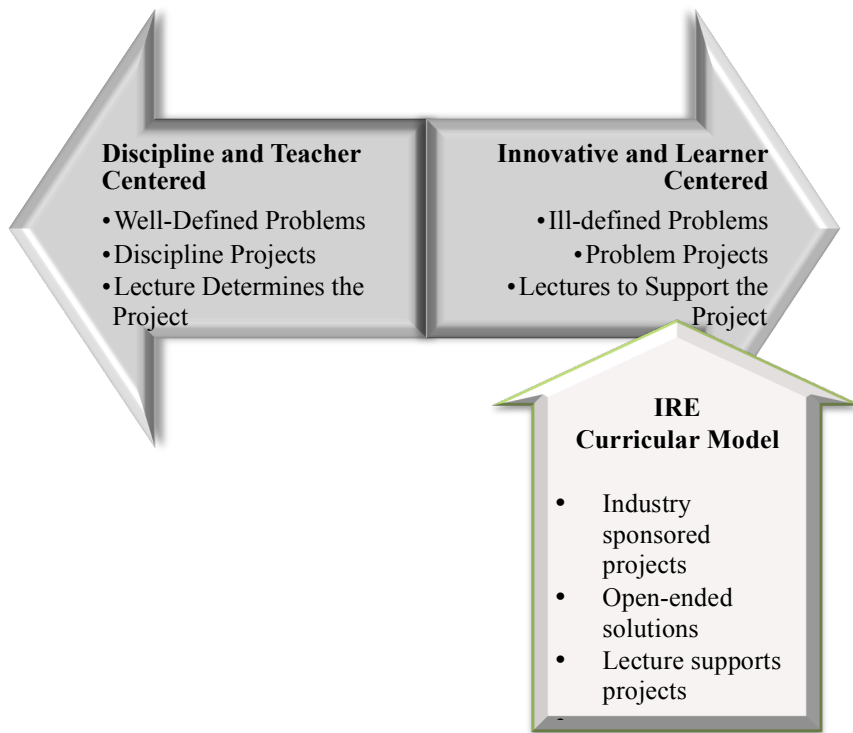 Discipline and Teacher
Centered
•Well-Defined Problems
•Discipline Projects
•Lecture Determines the
Project
Innovative and Learner
Centered
•Ill-defined Problems
•Problem Projects
•Lectures to Support the
Project
IRE
Curricular Model
• Industry
sponsored
projects
• Open-ended
solutions
• Lecture supports
projects